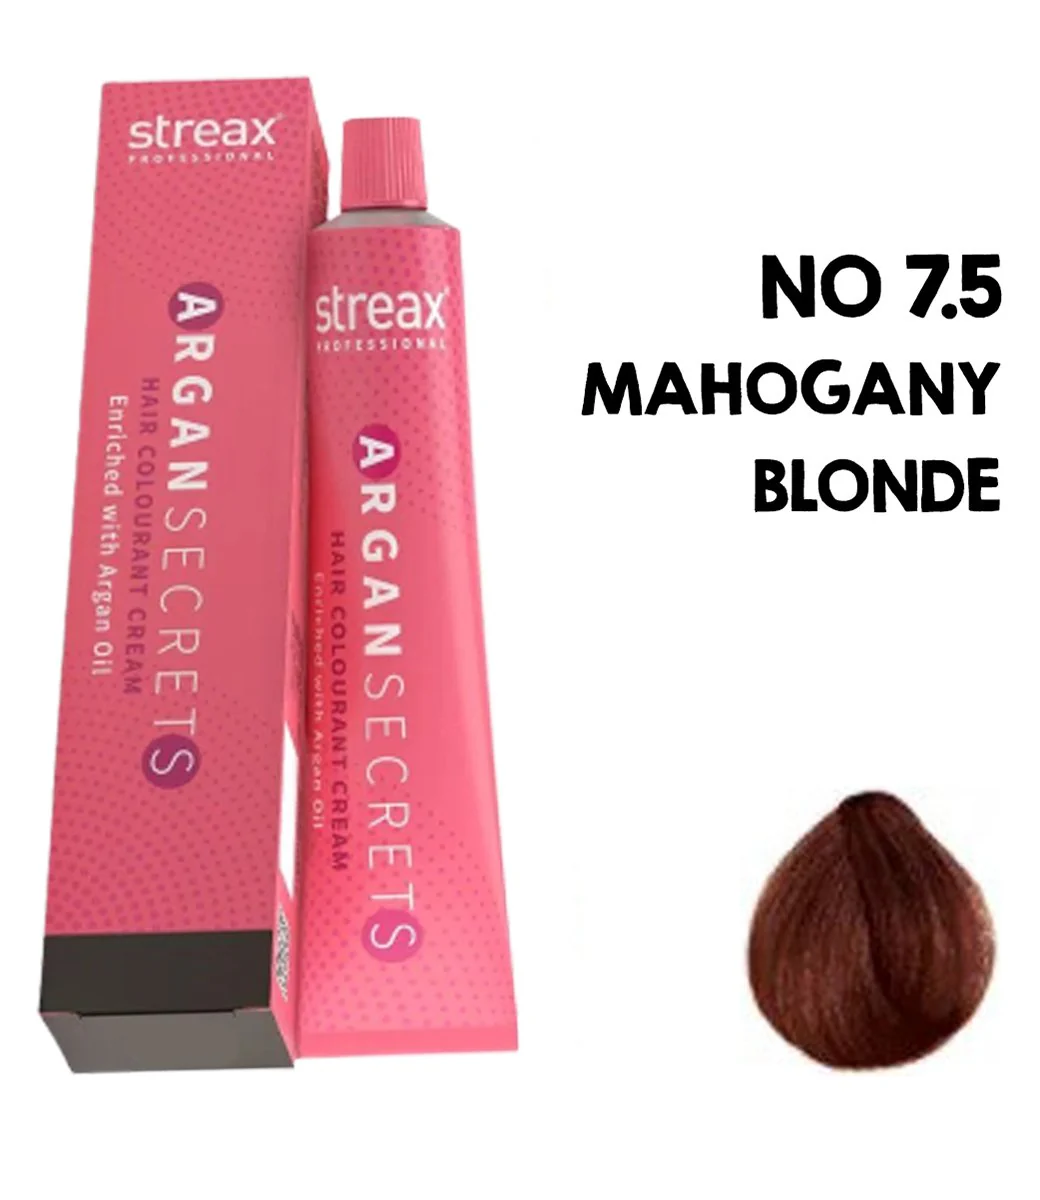 streax
PROFESSIONAL
ARGANSECRETS
HAIR COLOURANT CREAM
Enriched with Argan Oil
streax
PROFESSIONAL
ARGANSECRETS
HAIR COLOURANT CREAM
Enriched with Argan Oil
NO 7.5
MAHOGANY
BLONDE